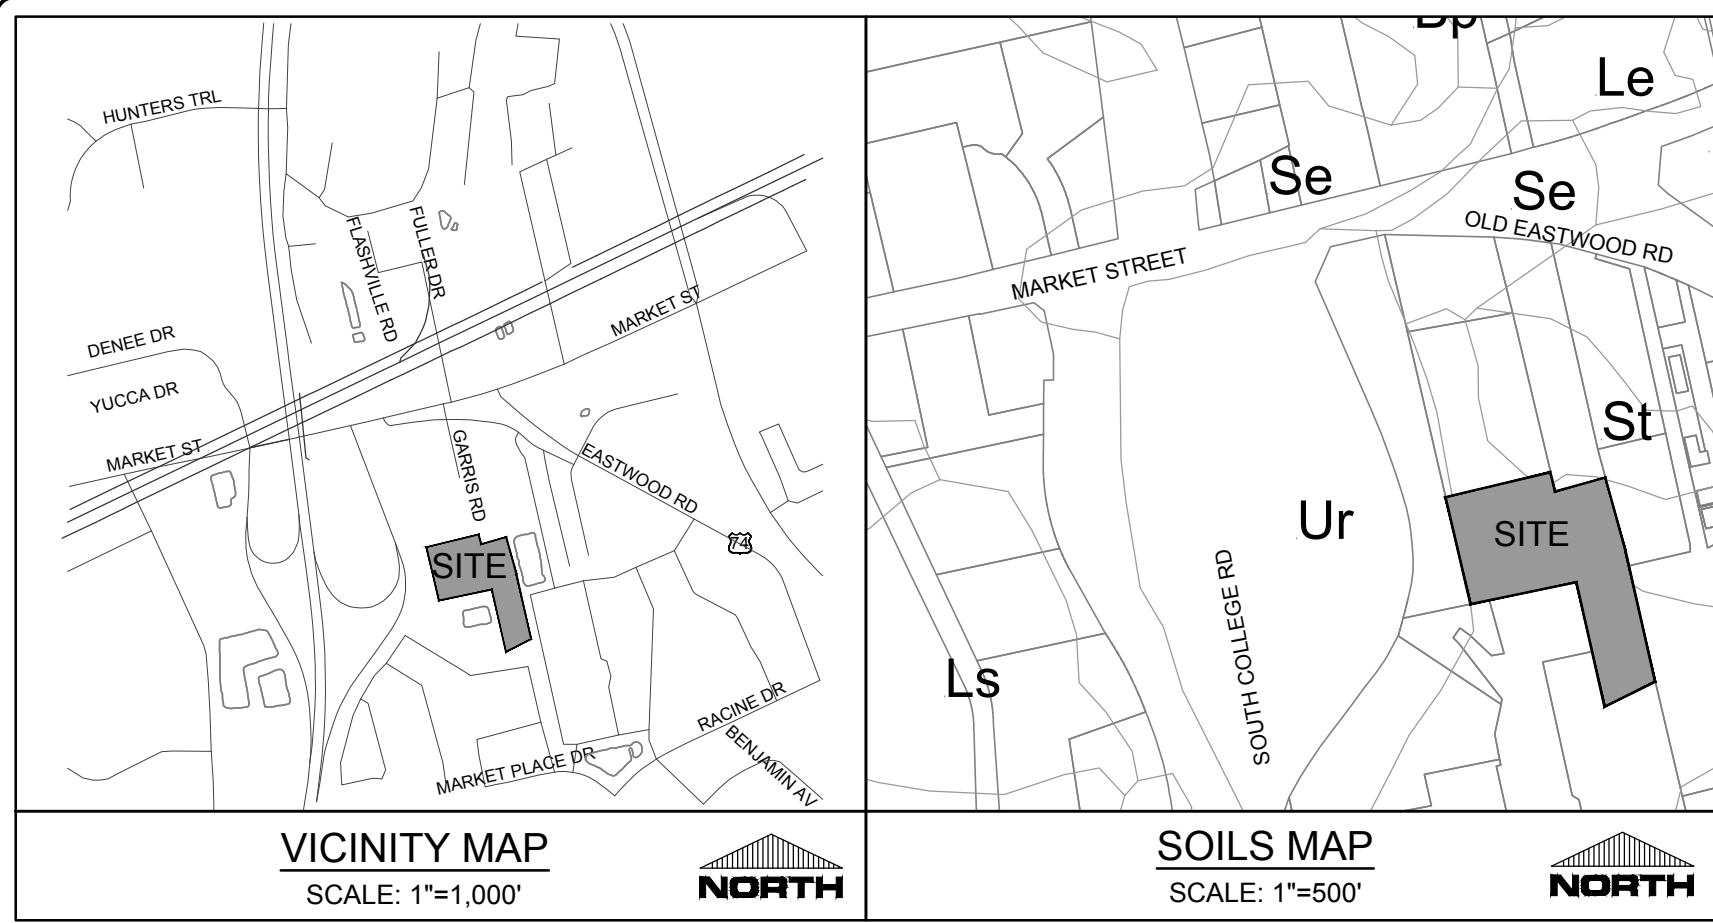 HUNTERS TRL
FLASHVILLE RD
FULLER DR
DENEE DR
YUCCA DR
MARKET ST
MARKET ST
GARRIS RD
EASTWOOD RD
74
SITE
RACINE DR
BENJAMIN AV
MARKET PLACE DR
VICINITY MAP
SCALE: 1"=1,000'
NORTH
Bp
Le
Se
Se
OLD EASTWOOD RD
MARKET STREET
St
Ur
SITE
SOUTH COLLEGE RD
Ls
SOILS MAP
SCALE: 1"=500'
NORTH